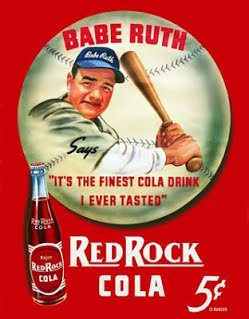 BABE RUTH
Babe Ruth
Says
"IT'S THE FINEST COLA DRINK
I EVER TASTED"
Enjoy
RED ROCK
COLA
RED ROCK
COLA
5¢